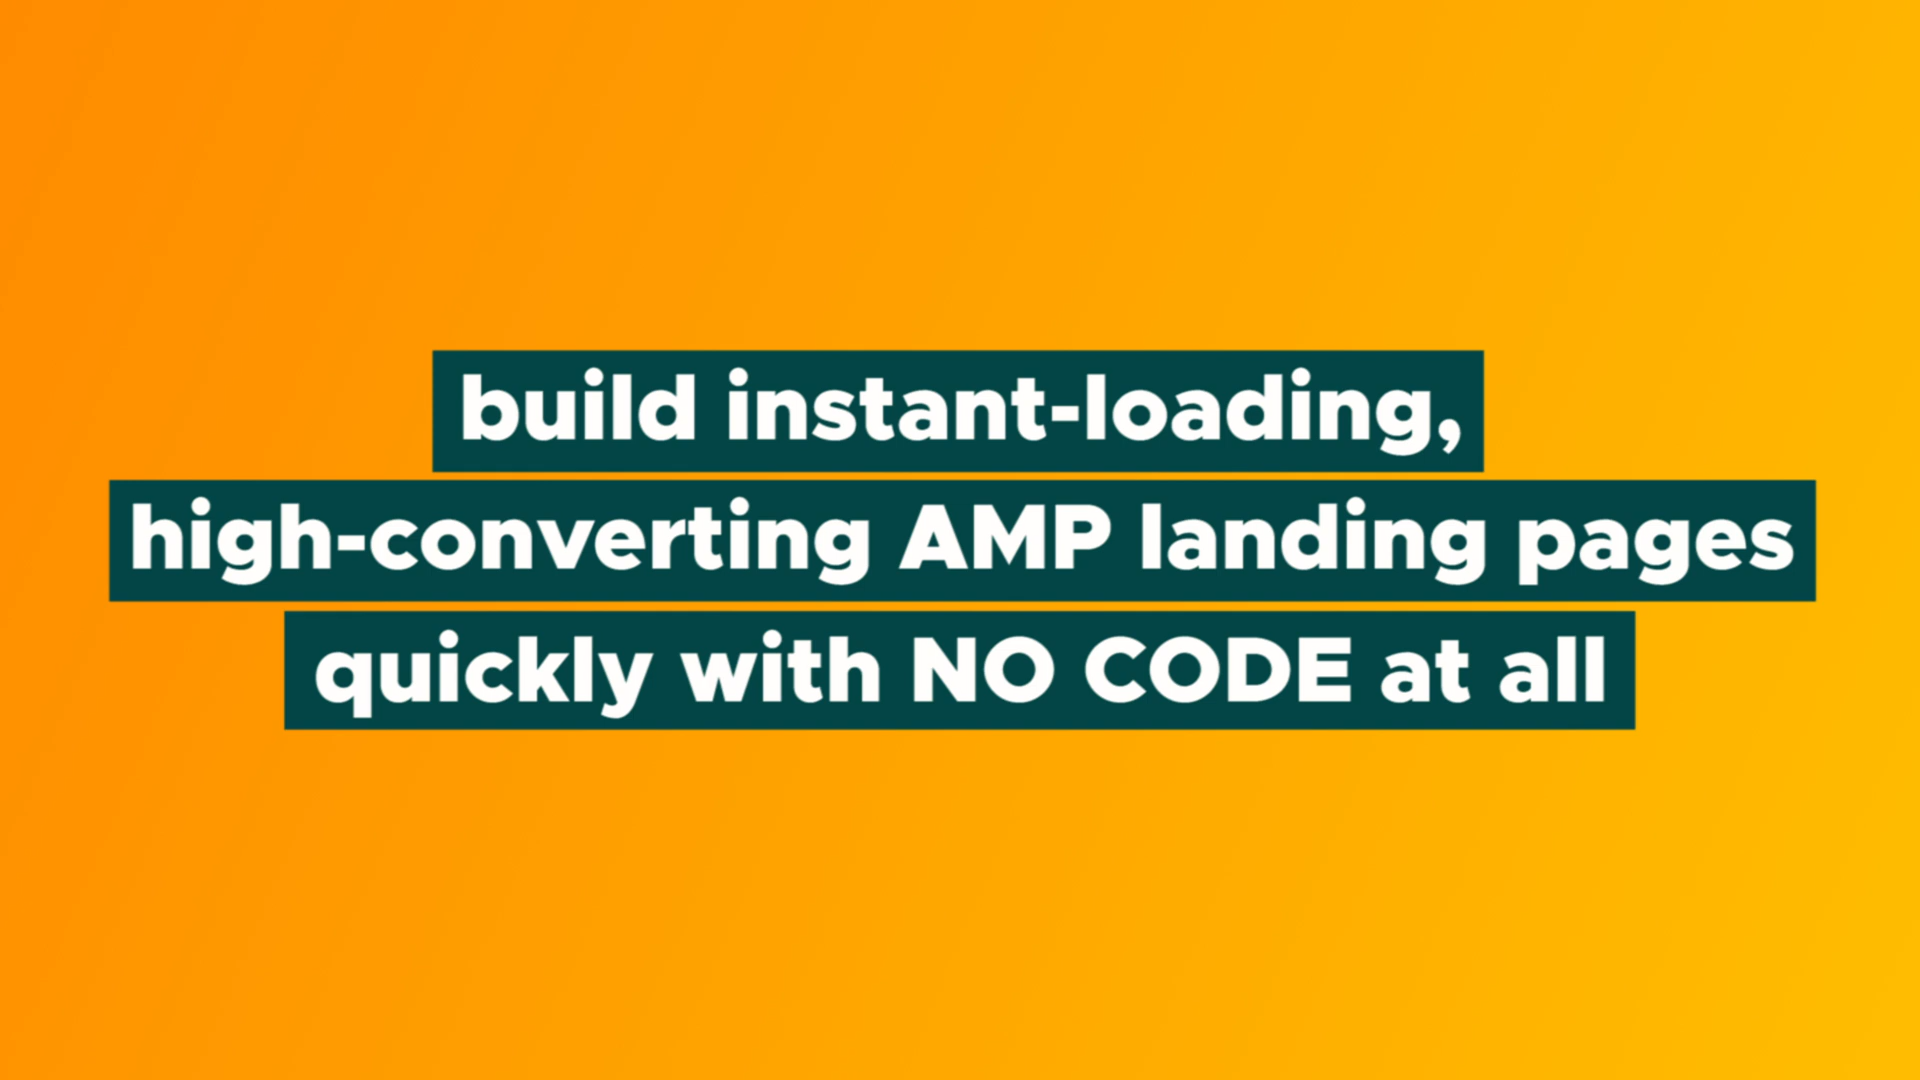 build instant-loading,
high-converting AMP landing pages
quickly with NO CODE at all